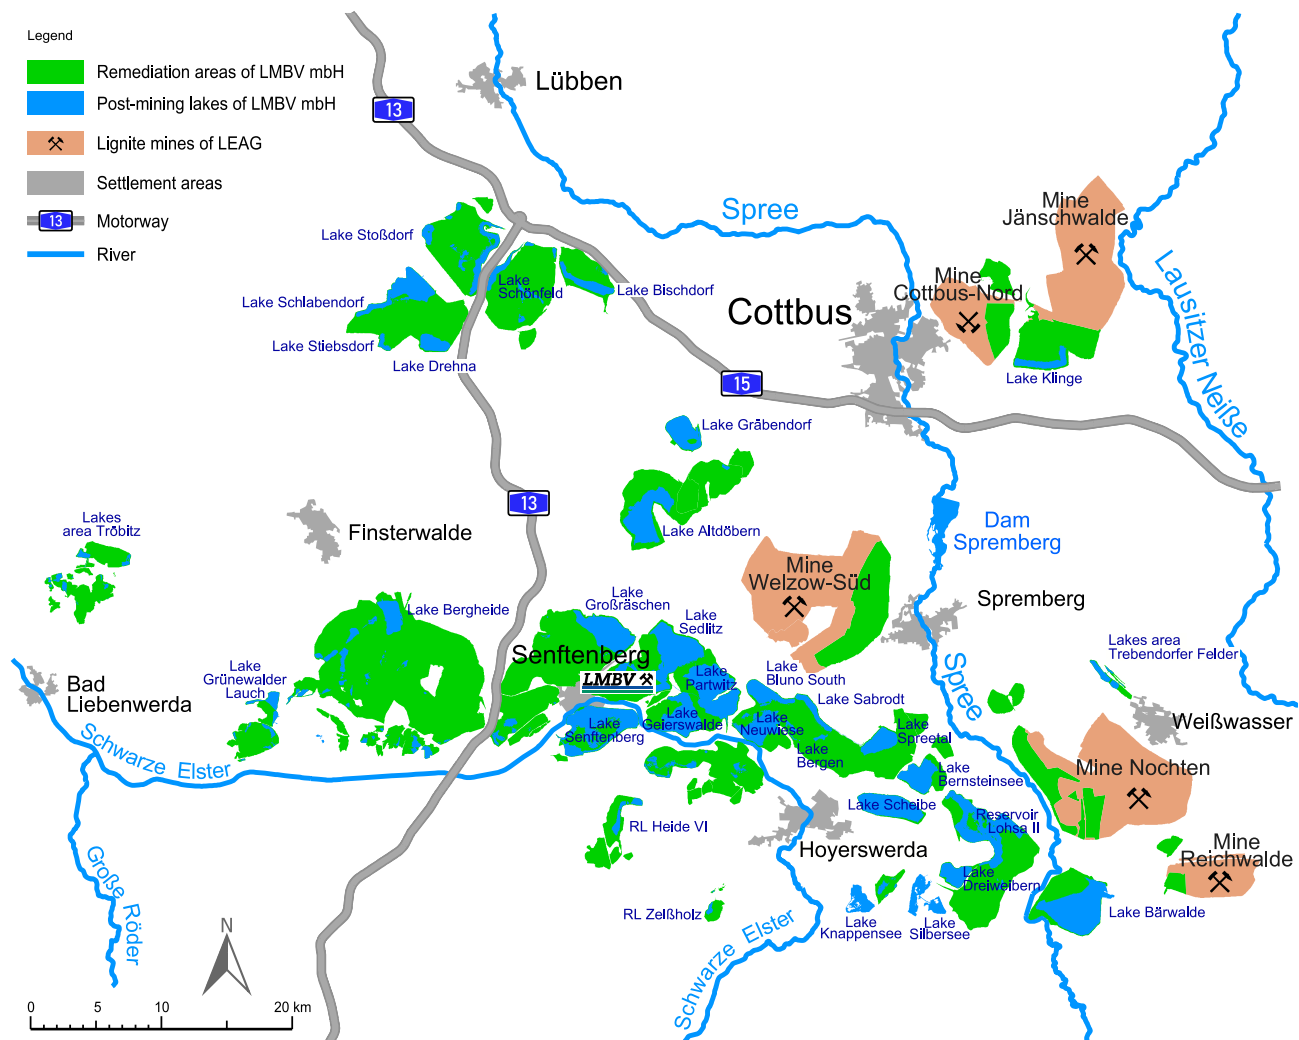 Legend
Remediation areas of LMBV mbH
Post-mining lakes of LMBV mbH
Lignite mines of LEAG
Settlement areas
13
Motorway
River
13
Lübben
Spree
Mine
Jänschwalde
Lake Stoßdorf
Lake
Schönfeld
Lake Bischdorf
Lake Schlabendorf
Lake Stiebsdorf
Lake Drehna
Mine
Cottbus-Nord
Cottbus
Lausitzer Neiße
Lake Klinge
15
Lake Gräbendorf
13
Lake Altdöbern
Dam
Spremberg
Finsterwalde
Lakes
area Tröbitz
Mine
Welzow-Süd
Spremberg
Lake Bergheide
Lake
Großräschen
Lake
Sedlitz
Senftenberg
LMBV
Lake
Partwitz
Lake
Bluno South
Lake Sabrodt
Spree
Lakes area
Trebendorfer Felder
Weißwasser
Lake
Grünewalder
Lauch
Bad
Liebenwerda
Schwarze Elster
Lake
Senftenberg
Lake
Geierswalde
Lake
Neuwiese
Lake
Bergen
Lake
Spreetal
Lake
Bernsteinsee
Mine Nochten
Lake Scheibe
Reservoir
Lohsa II
RL Heide VI
Hoyerswerda
Mine
Reichwalde
Lake
Dreiweibern
Große Röder
RL Zeißholz
Lake
Knappensee
Lake
Silbersee
Lake Bärwalde
Schwarze Elster
N
0
5
10
20 km